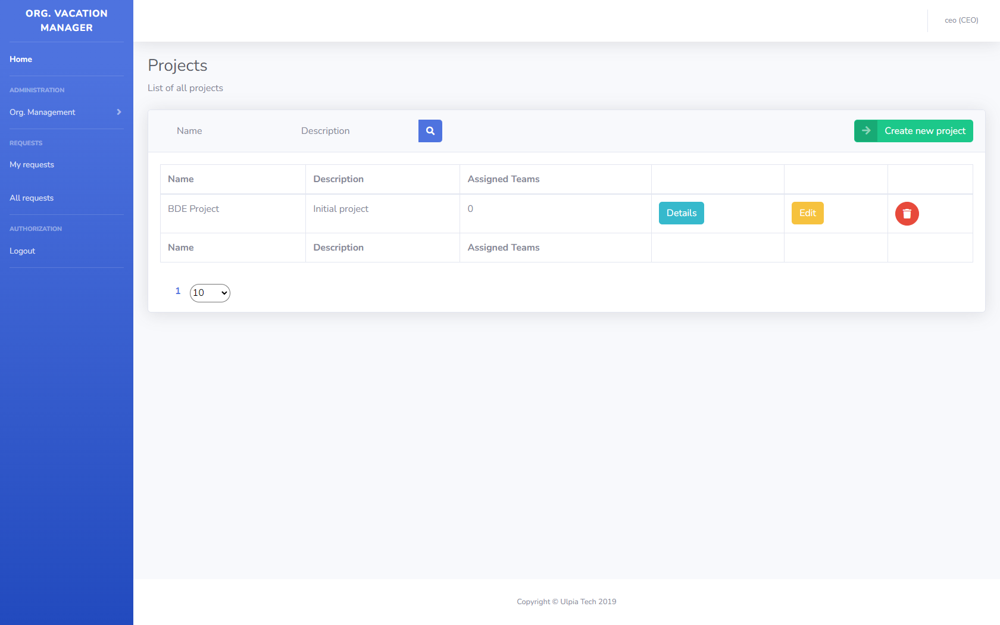 ORG. VACATION
MANAGER
ceo (CEO)
Home
ADMINISTRATION
Org. Management
REQUESTS
My requests
All requests
AUTHORIZATION
Logout
Projects
List of all projects
Name Description Create new project
Name Description Assigned Teams
BDE Project Initial project 0 Details Edit
Name Description Assigned Teams
1 10
Copyright © Ulpia Tech 2019